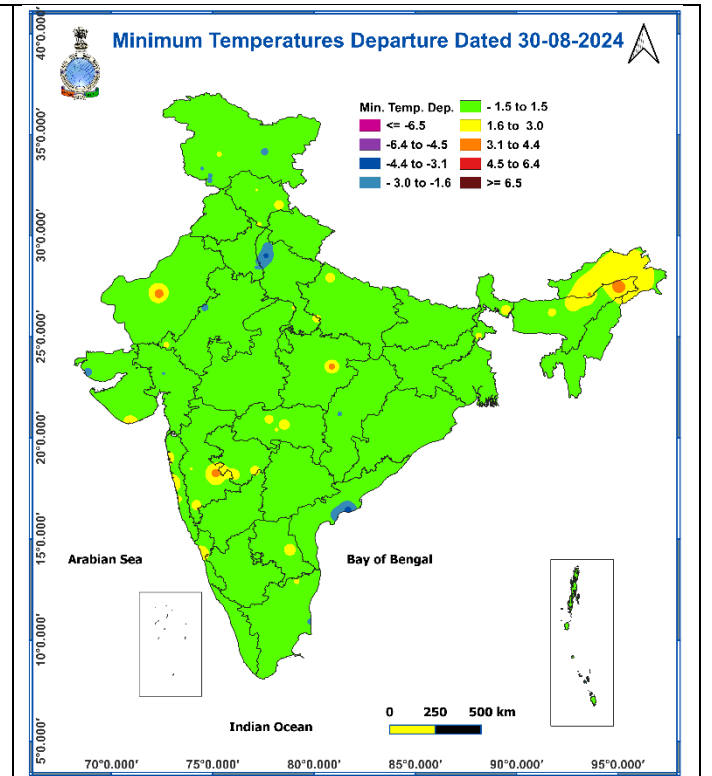 Minimum Temperatures Departure Dated 30-08-2024
Min. Temp. Dep.
<= -6.5
-6.4 to -4.5
-4.4 to -3.1
- 3.0 to -1.6
- 1.5 to 1.5
1.6 to 3.0
3.1 to 4.4
4.5 to 6.4
>= 6.5
40°0.000'
35°0.000'
30°0.000'
25°0.000'
20°0.000'
15°0.000'
10°0.000'
5°0.000'
Arabian Sea
Bay of Bengal
Indian Ocean
0 250 500 km
70°0.000' 75°0.000' 80°0.000' 85°0.000' 90°0.000' 95°0.000'